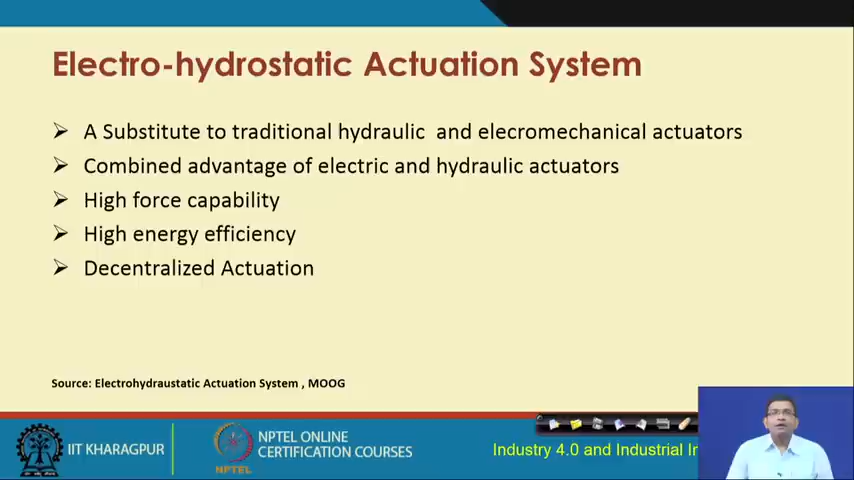 Electro-hydrostatic Actuation System
➢ A Substitute to traditional hydraulic and elecromechanical actuators
➢ Combined advantage of electric and hydraulic actuators
➢ High force capability
➢ High energy efficiency
➢ Decentralized Actuation
Source: Electrohydraustatic Actuation System , MOOG
IIT KHARAGPUR
NPTEL
NPTEL ONLINE
CERTIFICATION COURSES
Industry 4.0 and Industrial In